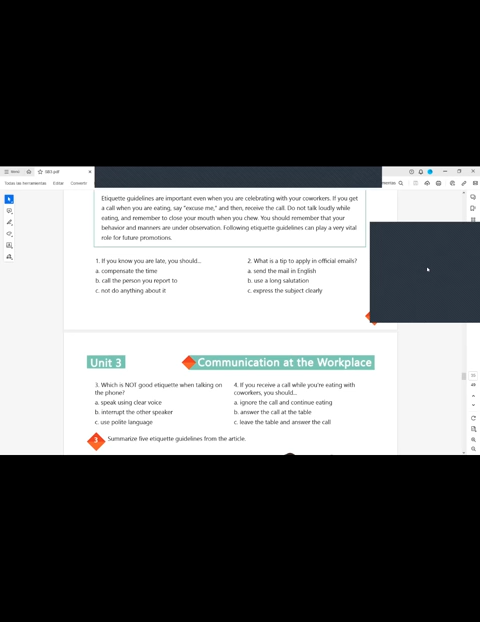 Menú
SIB3.pdf
Todas las herramientas Editar Convertir
Etiquette guidelines are important even when you are celebrating with your coworkers. If you get
a call when you are eating, say "excuse me," and then, receive the call. Do not talk loudly while
eating, and remember to close your mouth when you chew. You should remember that your
behavior and manners are under observation. Following etiquette guidelines can play a very vital
role for future promotions.
1. If you know you are late, you should...
a. compensate the time
b. call the person you report to
c. not do anything about it
2. What is a tip to apply in official emails?
a. send the mail in English
b. use a long salutation
c. express the subject clearly
Unit 3
Communication at the Workplace
3. Which is NOT good etiquette when talking on
the phone?
a. speak using clear voice
b. interrupt the other speaker
c. use polite language
4. If you receive a call while you're eating with
coworkers, you should...
a. ignore the call and continue eating
b. answer the call at the table
c. leave the table and answer the call
3. Summarize five etiquette guidelines from the article.